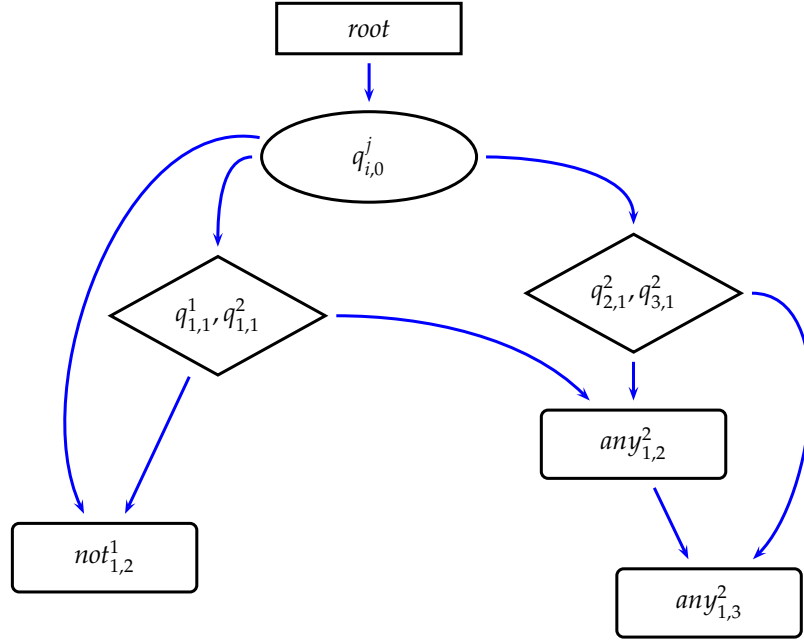 root
q^j_{i,0}
q^2_{2,1}, q^2_{3,1}
q^1_{1,1}, q^2_{1,1}
any^2_{1,2}
not^1_{1,2}
any^2_{1,3}